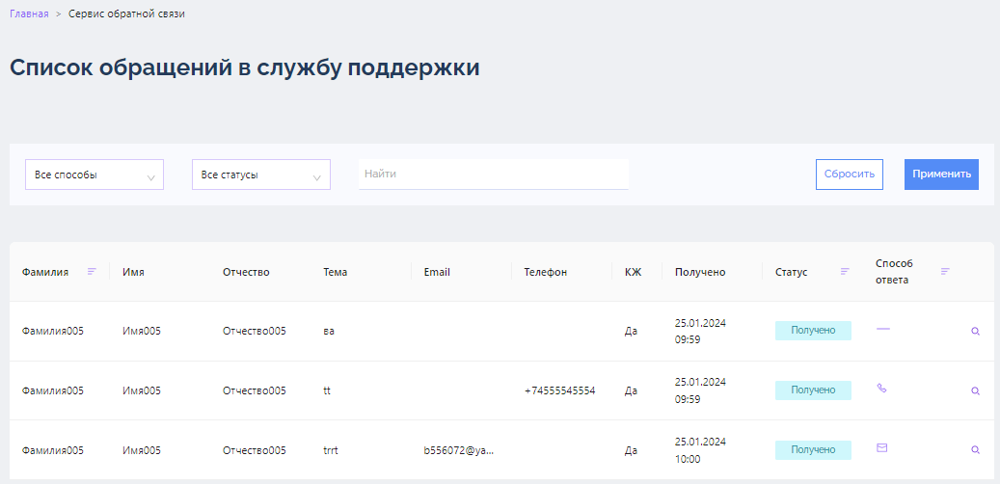 Главная > Сервис обратной связи
Список обращений в службу поддержки
Все способы Все статусы Найти Сбросить Применить
Фамилия Имя Отчество Тема Email Телефон КЖ Получено Статус Способ
ответа
Фамилия005 Имя005 Отчество005 ва Да 25.01.2024
09:59 Получено
Фамилия005 Имя005 Отчество005 tt +74555545554 Да 25.01.2024
09:59 Получено
Фамилия005 Имя005 Отчество005 trrt b556072@ya... Да 25.01.2024
10:00 Получено